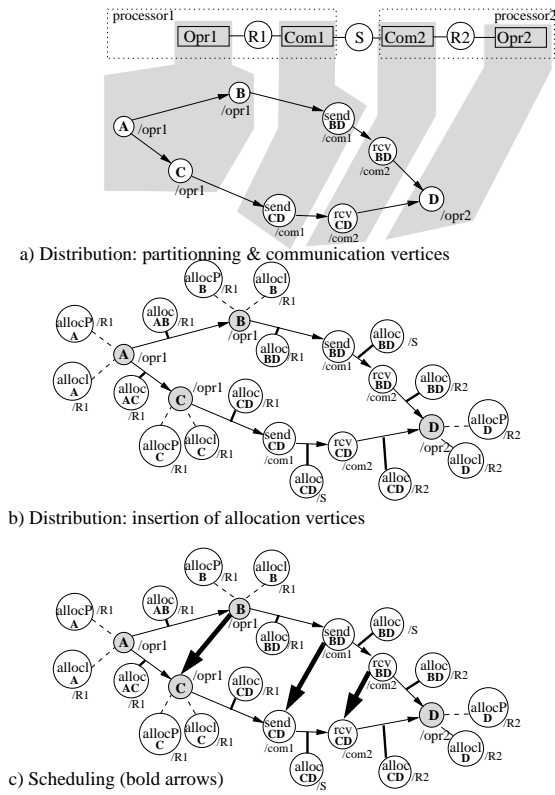 processor1
processor2
Opr1 R1 Com1 S Com2 R2 Opr2
B
/opr1
A
/opr1
send
BD
/com1
rcv
BD
/com2
C
/opr1
D
/opr2
send
CD
/com1
rcv
CD
/com2
a) Distribution: partitionning & communication vertices
allocP
B
/R1
allocI
B
/R1
allocP
A
/R1
alloc
AB
/R1
B
/opr1
alloc
BD
/R1
send
BD
/com1
alloc
BD
/S
A
/opr1
allocI
A
/R1
alloc
AC
/R1
C
/opr1
alloc
CD
/R1
rcv
BD
/com2
alloc
BD
/R2
allocP
C
/R1
allocI
C
/R1
send
CD
/com1
rcv
CD
/com2
D
/opr2
allocP
D
/R2
allocI
D
/R2
alloc
CD
/S
alloc
CD
/R2
b) Distribution: insertion of allocation vertices
allocP
B
/R1
allocI
B
/R1
allocP
A
/R1
alloc
AB
/R1
B
/opr1
alloc
BD
/R1
send
BD
/com1
alloc
BD
/S
A
/opr1
allocI
A
/R1
alloc
AC
/R1
C
/opr1
alloc
CD
/R1
rcv
BD
/com2
alloc
BD
/R2
allocP
C
/R1
allocI
C
/R1
send
CD
/com1
rcv
CD
/com2
D
/opr2
allocP
D
/R2
allocI
D
/R2
alloc
CD
/S
alloc
CD
/R2
c) Scheduling (bold arrows)